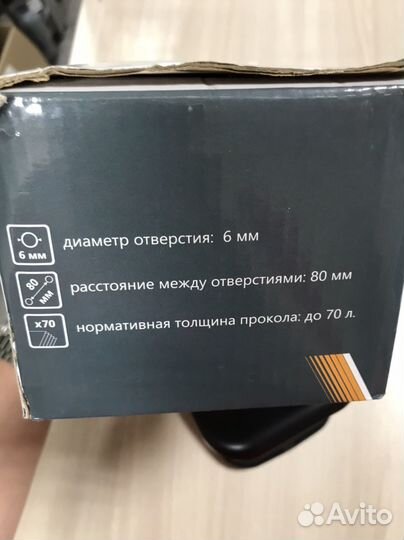 6 мм
диаметр отверстия: 6 мм
80 мм
расстояние между отверстиями: 80 мм
x70
нормативная толщина прокола: до 70 л.
Avito